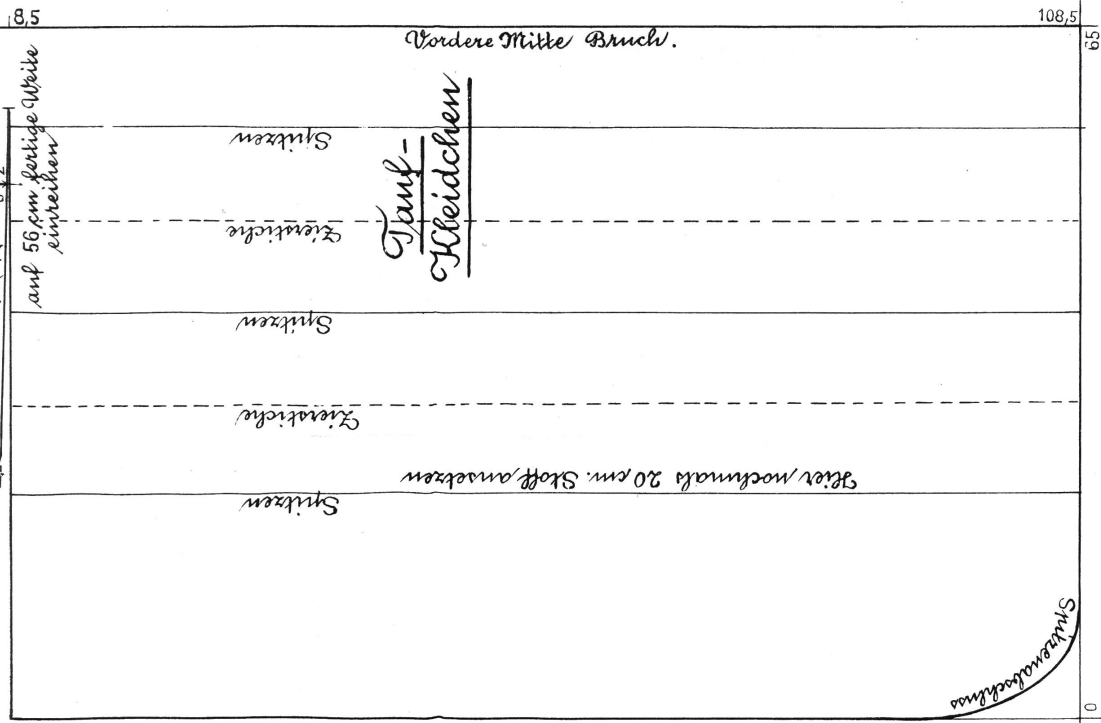 8,5
108,5
65
Vordere Mitte Bruch.
auf 56 cm fertige Weite
einreihen
Spitzen
Tauf-
Kleidchen
Zierstiche
Spitzen
Zierstiche
Hier nochmals 20 cm. Stoff ansetzen
Spitzen
Spitzenabschluss
0